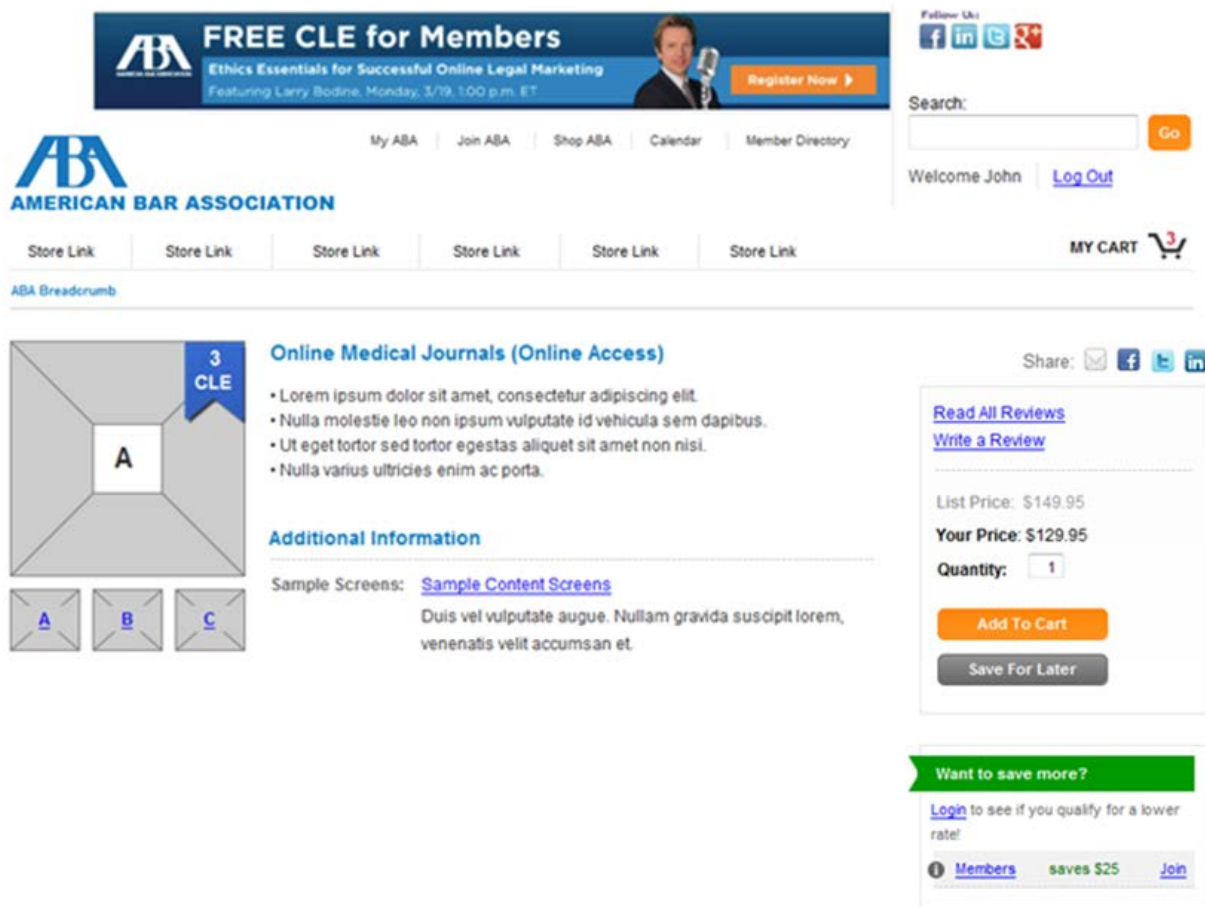 ABA
AMERICAN BAR ASSOCIATION
FREE CLE for Members
Ethics Essentials for Successful Online Legal Marketing
Featuring Larry Bodine, Monday, 3/19, 1:00 p.m. ET
Register Now
Follow Us:
Search:
Go
My ABA
Join ABA
Shop ABA
Calendar
Member Directory
Welcome John
Log Out
ABA
AMERICAN BAR ASSOCIATION
Store Link
Store Link
Store Link
Store Link
Store Link
Store Link
MY CART
3
ABA Breadcrumb
3
CLE
A
A
B
C
Online Medical Journals (Online Access)
• Lorem ipsum dolor sit amet, consectetur adipiscing elit.
• Nulla molestie leo non ipsum vulputate id vehicula sem dapibus.
• Ut eget tortor sed tortor egestas aliquet sit amet non nisi.
• Nulla varius ultricies enim ac porta.
Additional Information
Sample Screens: Sample Content Screens
Duis vel vulputate augue. Nullam gravida suscipit lorem,
venenatis velit accumsan et.
Share:
Read All Reviews
Write a Review
List Price: $149.95
Your Price: $129.95
Quantity: 1
Add To Cart
Save For Later
Want to save more?
Login to see if you qualify for a lower
rate!
Members saves $25 Join